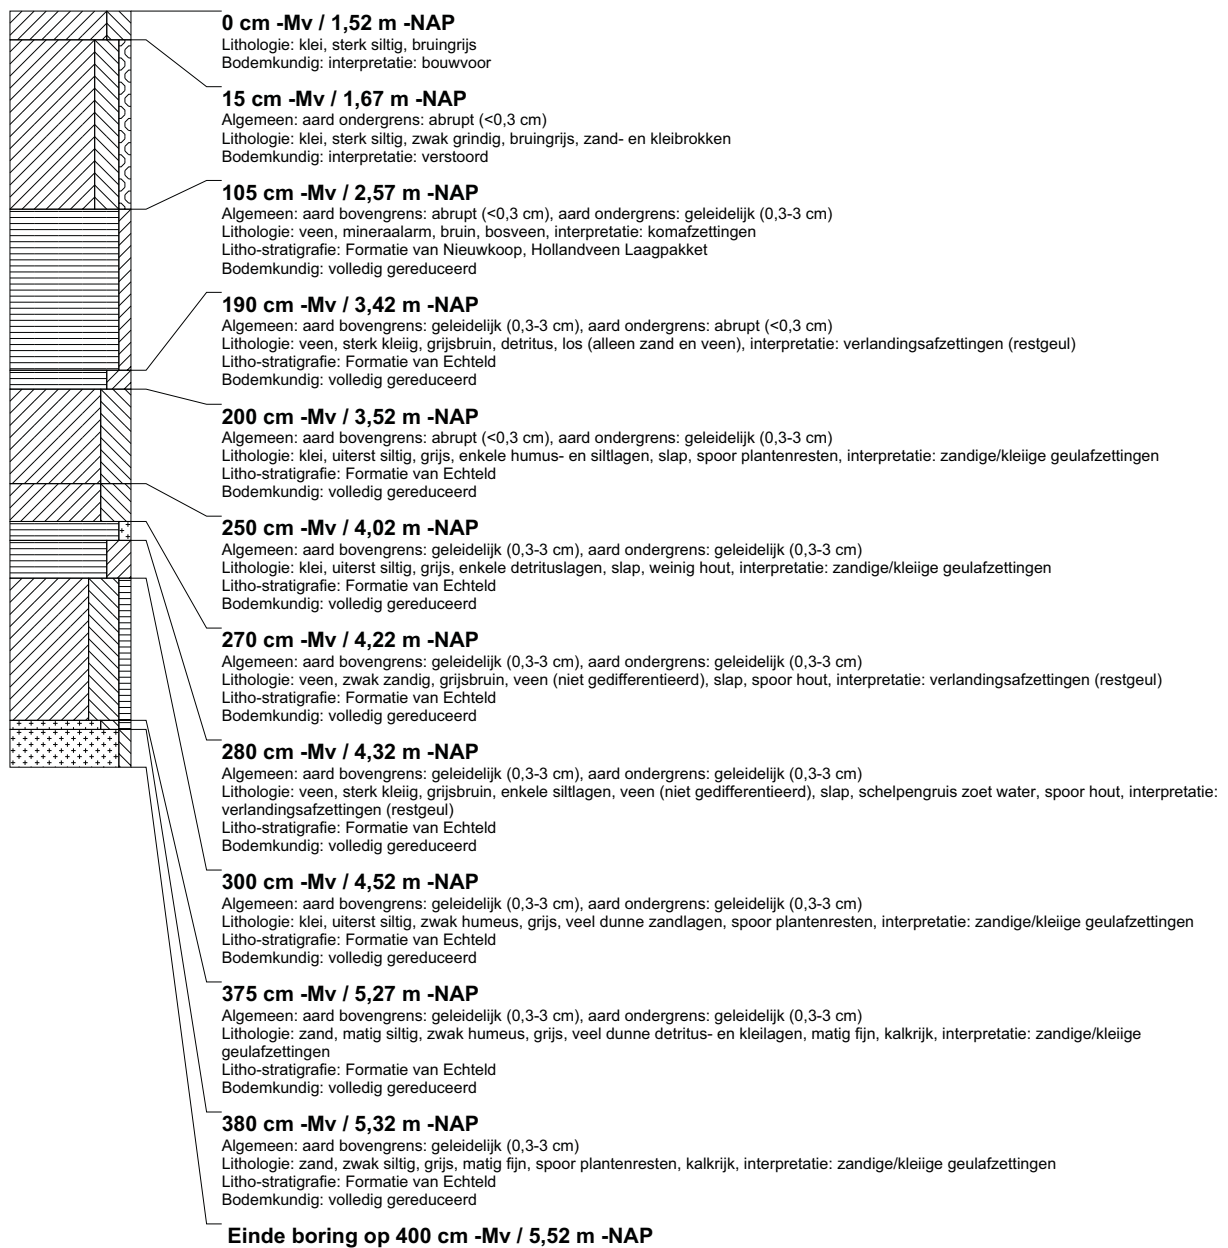 0 cm -Mv / 1,52 m -NAP
Lithologie: klei, sterk siltig, bruingrijs
Bodemkundig: interpretatie: bouwvoor
15 cm -Mv / 1,67 m -NAP
Algemeen: aard ondergrens: abrupt (<0,3 cm)
Lithologie: klei, sterk siltig, zwak grindig, bruingrijs, zand- en kleibrokken
Bodemkundig: interpretatie: verstoord
105 cm -Mv / 2,57 m -NAP
Algemeen: aard bovengrens: abrupt (<0,3 cm), aard ondergrens: geleidelijk (0,3-3 cm)
Lithologie: veen, mineraalarm, bruin, bosveen, interpretatie: komafzettingen
Litho-stratigrafie: Formatie van Nieuwkoop, Hollandveen Laagpakket
Bodemkundig: volledig gereduceerd
190 cm -Mv / 3,42 m -NAP
Algemeen: aard bovengrens: geleidelijk (0,3-3 cm), aard ondergrens: abrupt (<0,3 cm)
Lithologie: veen, sterk kleiig, grijsbruin, detritus, los (alleen zand en veen), interpretatie: verlandingsafzettingen (restgeul)
Litho-stratigrafie: Formatie van Echteld
Bodemkundig: volledig gereduceerd
200 cm -Mv / 3,52 m -NAP
Algemeen: aard bovengrens: abrupt (<0,3 cm), aard ondergrens: geleidelijk (0,3-3 cm)
Lithologie: klei, uiterst siltig, grijs, enkele humus- en siltlagen, slap, spoor plantenresten, interpretatie: zandige/kleiige geulafzettingen
Litho-stratigrafie: Formatie van Echteld
Bodemkundig: volledig gereduceerd
250 cm -Mv / 4,02 m -NAP
Algemeen: aard bovengrens: geleidelijk (0,3-3 cm), aard ondergrens: geleidelijk (0,3-3 cm)
Lithologie: klei, uiterst siltig, grijs, enkele detrituslagen, slap, weinig hout, interpretatie: zandige/kleiige geulafzettingen
Litho-stratigrafie: Formatie van Echteld
Bodemkundig: volledig gereduceerd
270 cm -Mv / 4,22 m -NAP
Algemeen: aard bovengrens: geleidelijk (0,3-3 cm), aard ondergrens: geleidelijk (0,3-3 cm)
Lithologie: veen, zwak zandig, grijsbruin, veen (niet gedifferentieerd), slap, spoor hout, interpretatie: verlandingsafzettingen (restgeul)
Litho-stratigrafie: Formatie van Echteld
Bodemkundig: volledig gereduceerd
280 cm -Mv / 4,32 m -NAP
Algemeen: aard bovengrens: geleidelijk (0,3-3 cm), aard ondergrens: geleidelijk (0,3-3 cm)
Lithologie: veen, sterk kleiig, grijsbruin, enkele siltlagen, veen (niet gedifferentieerd), slap, schelpengruis zoet water, spoor hout, interpretatie:
verlandingsafzettingen (restgeul)
Litho-stratigrafie: Formatie van Echteld
Bodemkundig: volledig gereduceerd
300 cm -Mv / 4,52 m -NAP
Algemeen: aard bovengrens: geleidelijk (0,3-3 cm), aard ondergrens: geleidelijk (0,3-3 cm)
Lithologie: klei, uiterst siltig, zwak humeus, grijs, veel dunne zandlagen, spoor plantenresten, interpretatie: zandige/kleiige geulafzettingen
Litho-stratigrafie: Formatie van Echteld
Bodemkundig: volledig gereduceerd
375 cm -Mv / 5,27 m -NAP
Algemeen: aard bovengrens: geleidelijk (0,3-3 cm), aard ondergrens: geleidelijk (0,3-3 cm)
Lithologie: zand, matig siltig, zwak humeus, grijs, veel dunne detritus- en kleilagen, matig fijn, kalkrijk, interpretatie: zandige/kleiige
geulafzettingen
Litho-stratigrafie: Formatie van Echteld
Bodemkundig: volledig gereduceerd
380 cm -Mv / 5,32 m -NAP
Algemeen: aard bovengrens: geleidelijk (0,3-3 cm)
Lithologie: zand, zwak siltig, grijs, matig fijn, spoor plantenresten, kalkrijk, interpretatie: zandige/kleiige geulafzettingen
Litho-stratigrafie: Formatie van Echteld
Bodemkundig: volledig gereduceerd
Einde boring op 400 cm -Mv / 5,52 m -NAP